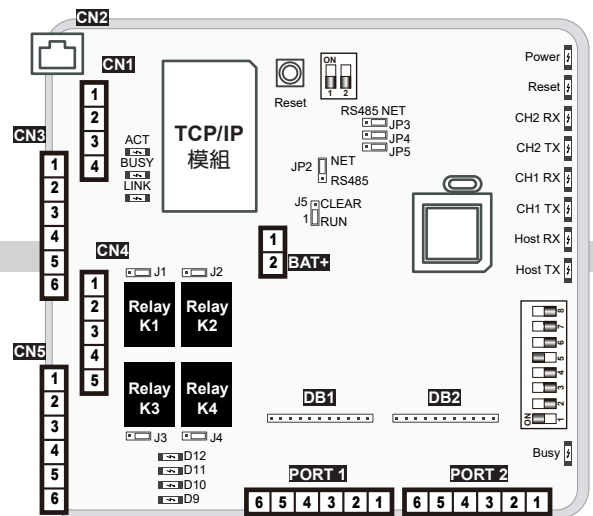 CN2
CN1
1
2
3
4
CN3
1
2
3
4
5
6
ACT
BUSY
LINK
TCP/IP
模組
Reset
ON
1 2
RS485 NET
JP3
JP4
JP5
JP2
NET
RS485
J5
CLEAR
1
RUN
1
2
BAT+
Power
Reset
CH2 RX
CH2 TX
CH1 RX
CH1 TX
Host RX
Host TX
CN4
1
2
3
4
5
J1
J2
Relay
K1
Relay
K2
Relay
K3
Relay
K4
J3
J4
D12
D11
D10
D9
CN5
1
2
3
4
5
6
DB1
DB2
8
7
6
5
4
3
2
1
ON
Busy
PORT 1
6 5 4 3 2 1
PORT 2
6 5 4 3 2 1